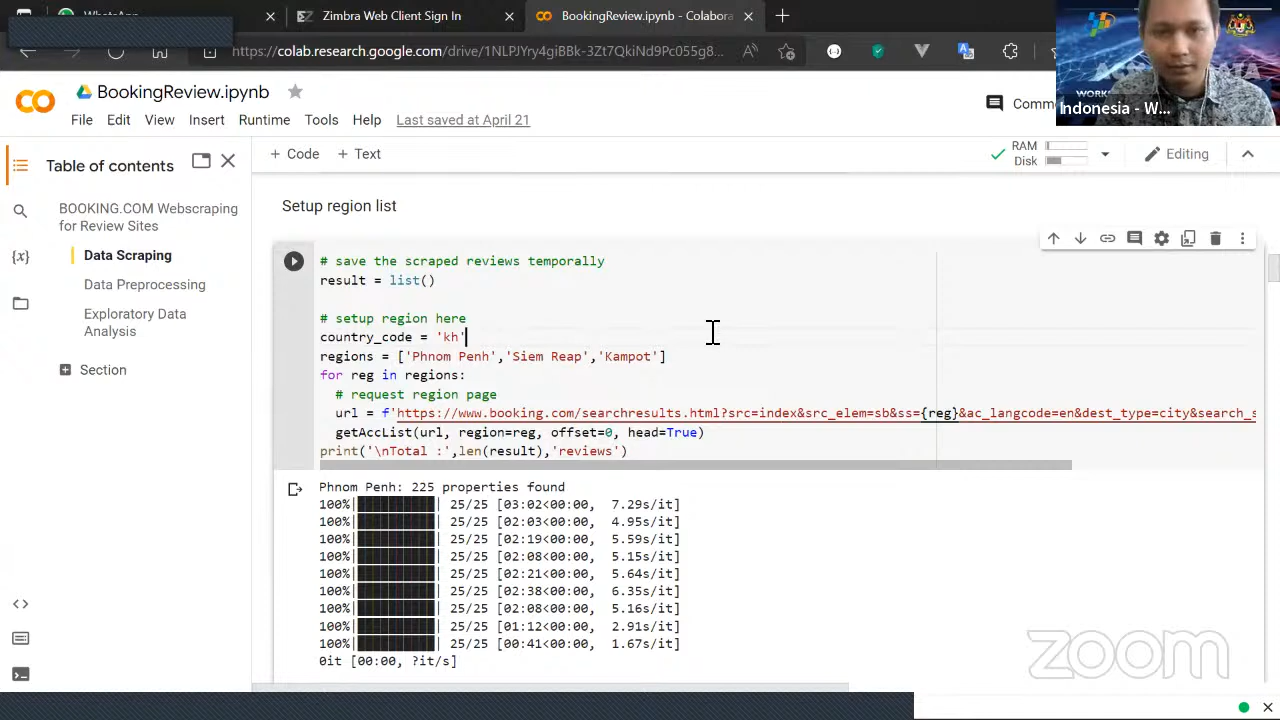 Zimbra Web Client Sign In
BookingReview.ipynb - Colabora
https://colab.research.google.com/drive/1NLPJYry4giBBk-3Zt7QkiNd9Pc055g8...
BookingReview.ipynb
File Edit View Insert Runtime Tools Help Last saved at April 21
Comm
WORK
Indonesia - W...
Table of contents
+ Code + Text
RAM
Disk
Editing
BOOKING.COM Webscraping
for Review Sites
Data Scraping
Data Preprocessing
Exploratory Data
Analysis
Section
{x}
Setup region list
# save the scraped reviews temporally
result = list()
# setup region here
country_code = 'kh'
regions = ['Phnom Penh','Siem Reap','Kampot']
for reg in regions:
# request region page
url = f'https://www.booking.com/searchresults.html?src=index&src_elem=sb&ss={reg}&ac_langcode=en&dest_type=city&search_s
getAccList(url, region=reg, offset=0, head=True)
print('\nTotal :',len(result),'reviews')
Phnom Penh: 225 properties found
100%| | 25/25 [03:02<00:00, 7.29s/it]
100%| | 25/25 [02:03<00:00, 4.95s/it]
100%| | 25/25 [02:19<00:00, 5.59s/it]
100%| | 25/25 [02:08<00:00, 5.15s/it]
100%| | 25/25 [02:21<00:00, 5.64s/it]
100%| | 25/25 [02:38<00:00, 6.35s/it]
100%| | 25/25 [02:08<00:00, 5.16s/it]
100%| | 25/25 [01:12<00:00, 2.91s/it]
100%| | 25/25 [00:41<00:00, 1.67s/it]
0it [00:00, ?it/s]
zoom